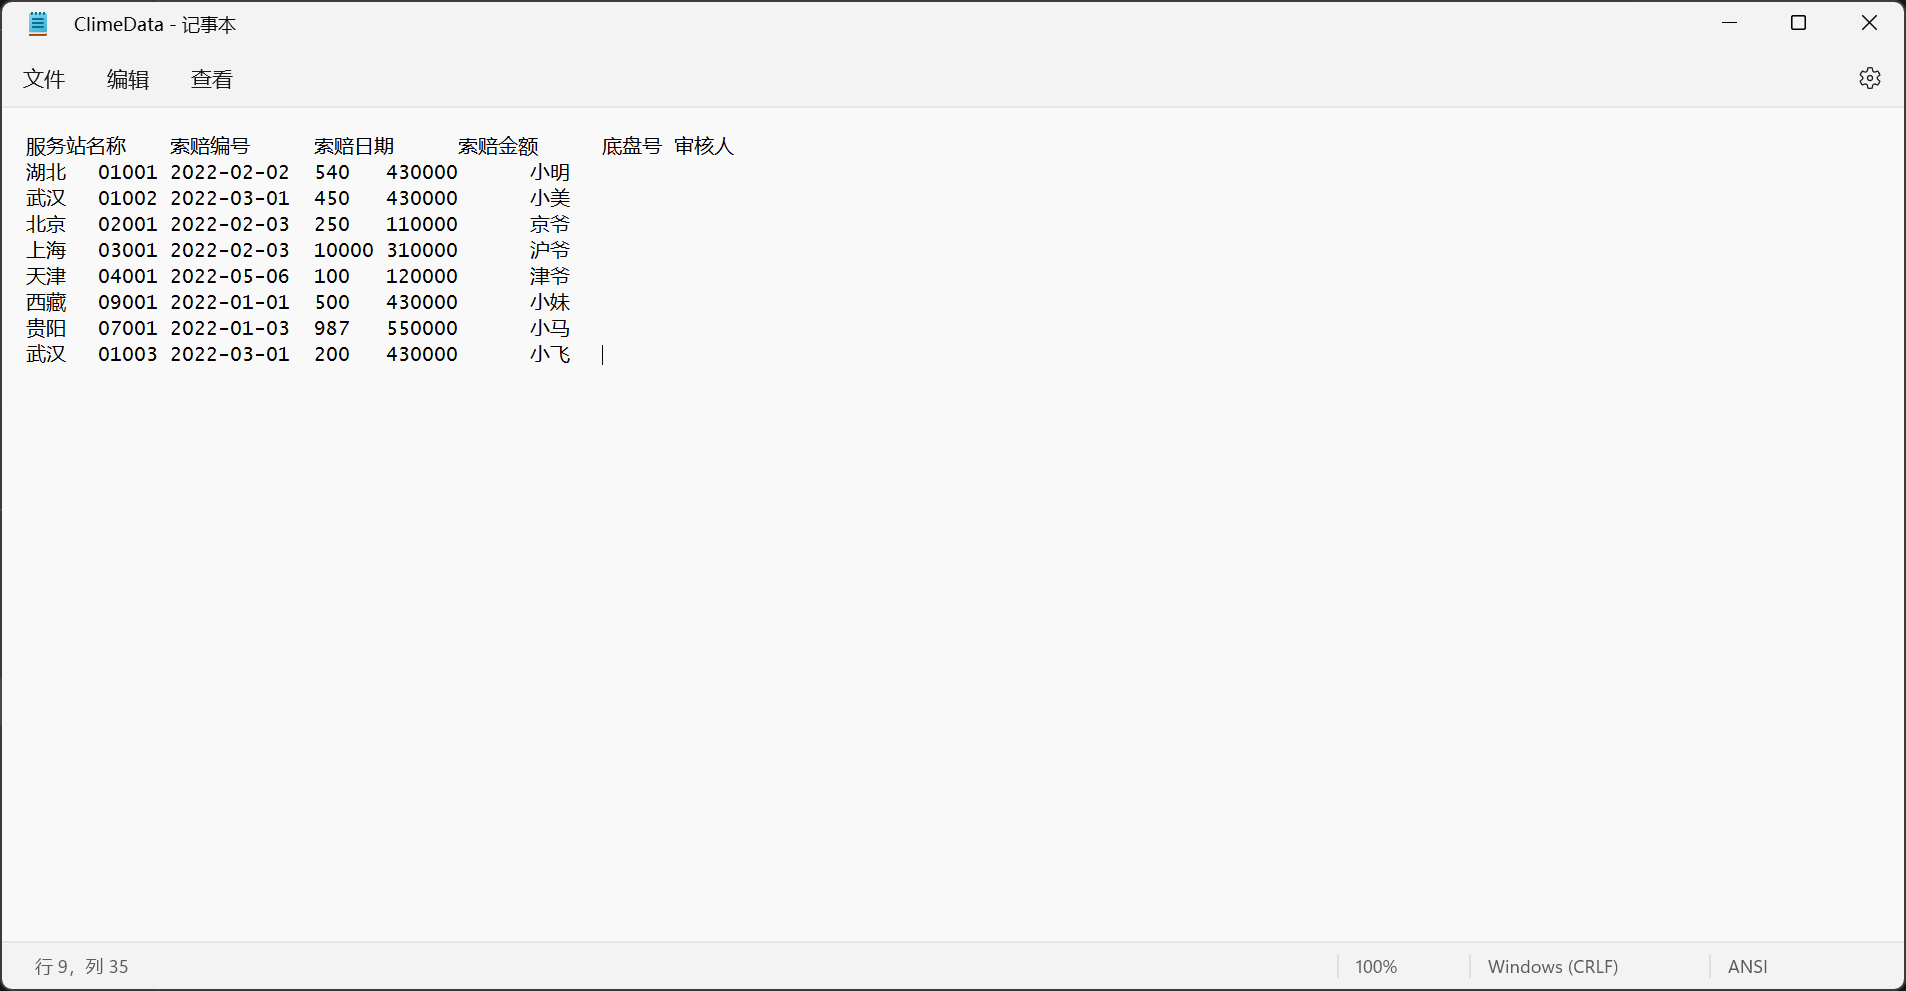 ClimeData - 记事本
文件 编辑 查看
服务站名称 索赔编号 索赔日期 索赔金额 底盘号 审核人
湖北 01001 2022-02-02 540 430000 小明
武汉 01002 2022-03-01 450 430000 小美
北京 02001 2022-02-03 250 110000 京爷
上海 03001 2022-02-03 10000 310000 沪爷
天津 04001 2022-05-06 100 120000 津爷
西藏 09001 2022-01-01 500 430000 小妹
贵阳 07001 2022-01-03 987 550000 小马
武汉 01003 2022-03-01 200 430000 小飞
行 9，列 35 100% Windows (CRLF) ANSI